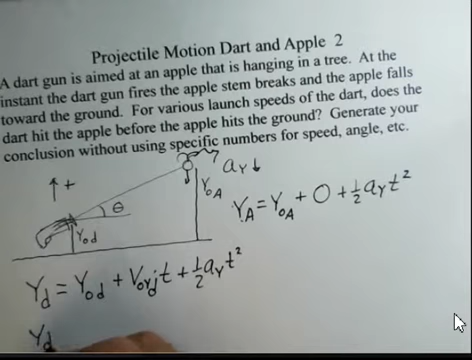 Projectile Motion Dart and Apple 2
A dart gun is aimed at an apple that is hanging in a tree. At the
instant the dart gun fires the apple stem breaks and the apple falls
toward the ground. For various launch speeds of the dart, does the
dart hit the apple before the apple hits the ground? Generate your
conclusion without using specific numbers for speed, angle, etc.
↑+
θ
Yod
YoA
ay↓
YA = YoA + 0 + ½ayt²
Yd = Yod + Voydt + ½ayt²
Yd